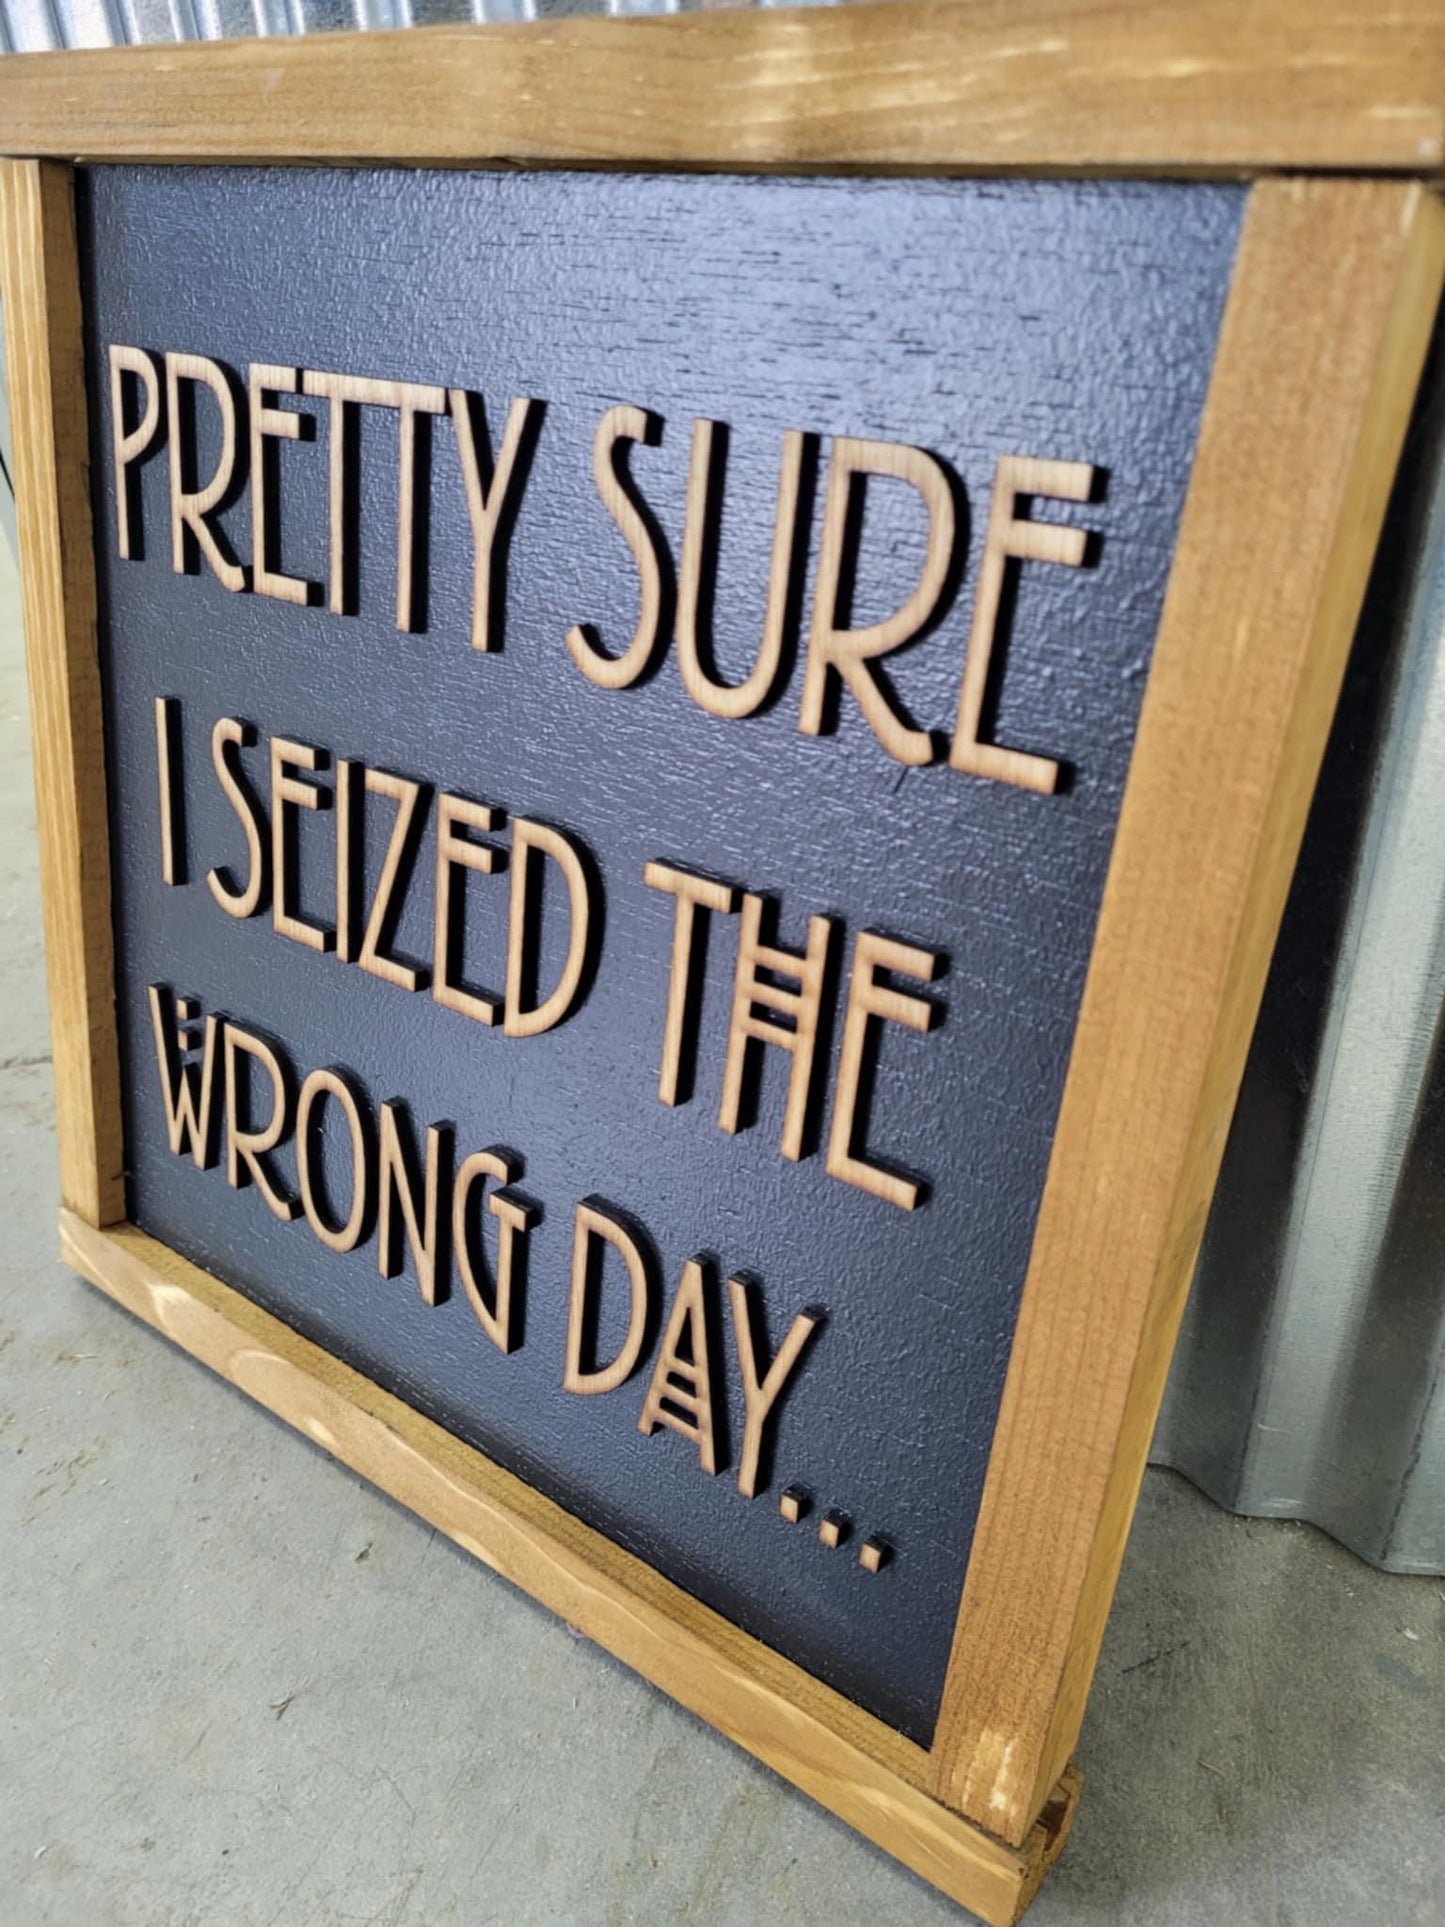 PRETTY SURE
I SEIZED THE
WRONG DAY...